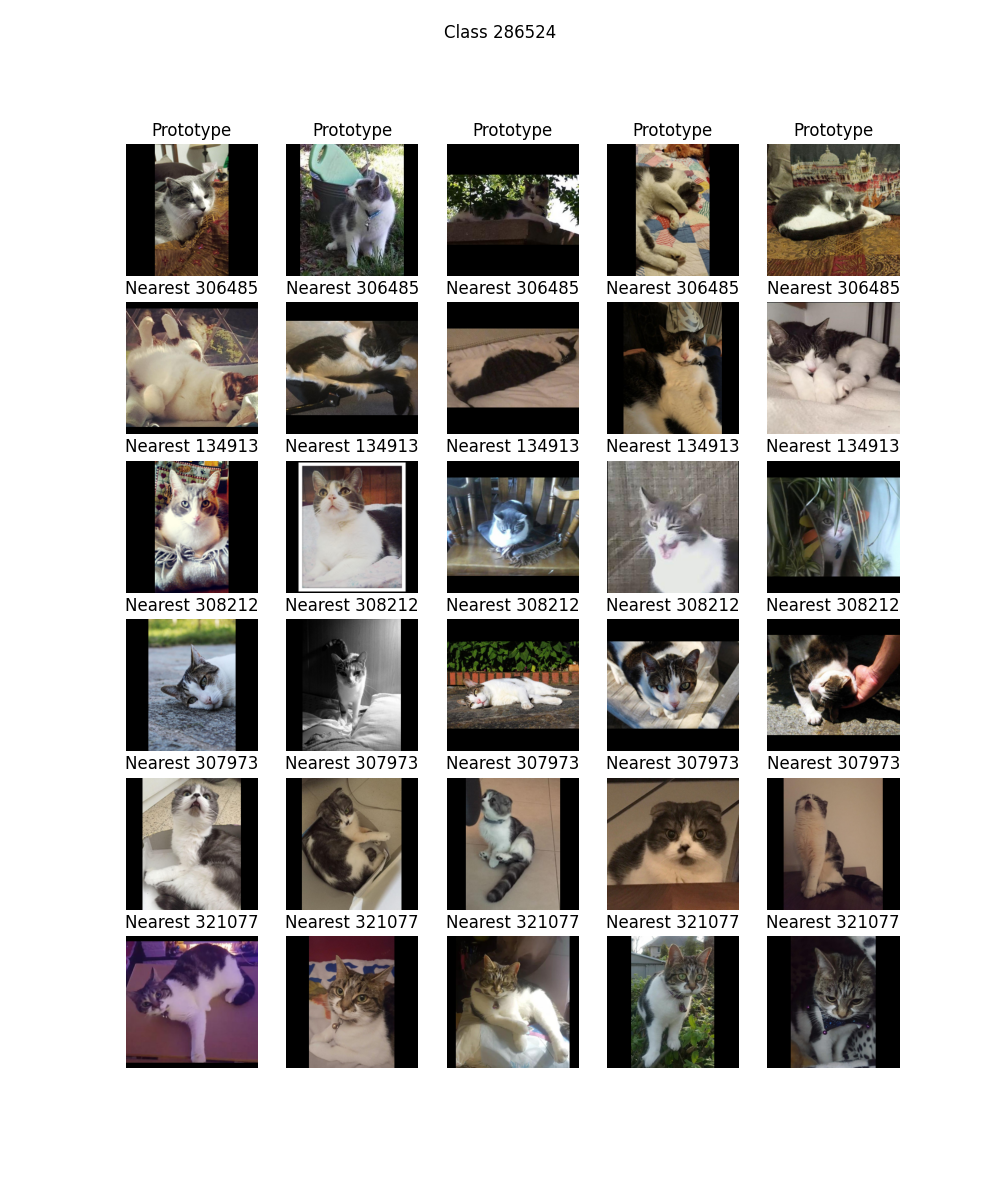 Class 286524
Prototype Prototype Prototype Prototype Prototype
Nearest 306485 Nearest 306485 Nearest 306485 Nearest 306485 Nearest 306485
Nearest 134913 Nearest 134913 Nearest 134913 Nearest 134913 Nearest 134913
Nearest 308212 Nearest 308212 Nearest 308212 Nearest 308212 Nearest 308212
Nearest 307973 Nearest 307973 Nearest 307973 Nearest 307973 Nearest 307973
Nearest 321077 Nearest 321077 Nearest 321077 Nearest 321077 Nearest 321077